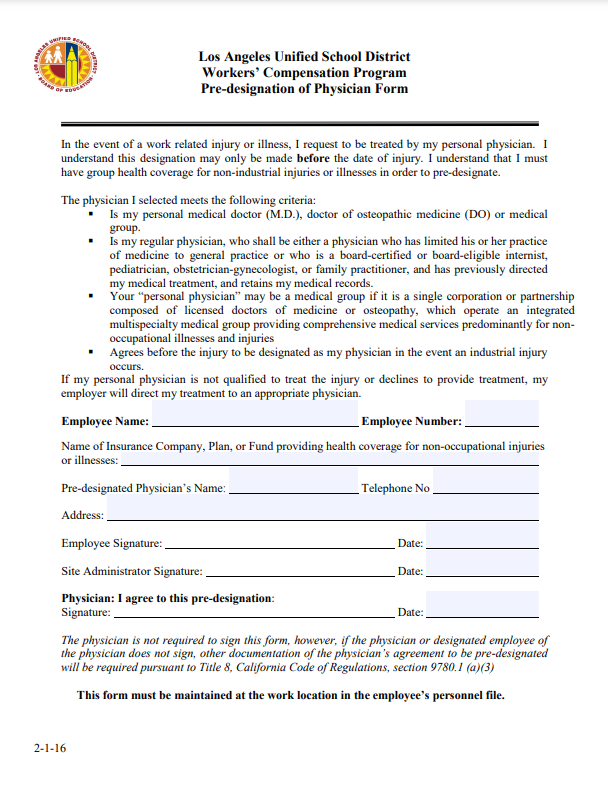 LOS ANGELES UNIFIED SCHOOL DISTRICT
BOARD OF EDUCATION
Los Angeles Unified School District
Workers’ Compensation Program
Pre-designation of Physician Form
In the event of a work related injury or illness, I request to be treated by my personal physician. I
understand this designation may only be made before the date of injury. I understand that I must
have group health coverage for non-industrial injuries or illnesses in order to pre-designate.
The physician I selected meets the following criteria:
▪ Is my personal medical doctor (M.D.), doctor of osteopathic medicine (DO) or medical
group.
▪ Is my regular physician, who shall be either a physician who has limited his or her practice
of medicine to general practice or who is a board-certified or board-eligible internist,
pediatrician, obstetrician-gynecologist, or family practitioner, and has previously directed
my medical treatment, and retains my medical records.
▪ Your “personal physician” may be a medical group if it is a single corporation or partnership
composed of licensed doctors of medicine or osteopathy, which operate an integrated
multispecialty medical group providing comprehensive medical services predominantly for non-
occupational illnesses and injuries
▪ Agrees before the injury to be designated as my physician in the event an industrial injury
occurs.
If my personal physician is not qualified to treat the injury or declines to provide treatment, my
employer will direct my treatment to an appropriate physician.
Employee Name: Employee Number:
Name of Insurance Company, Plan, or Fund providing health coverage for non-occupational injuries
or illnesses:
Pre-designated Physician’s Name: Telephone No
Address:
Employee Signature: Date:
Site Administrator Signature: Date:
Physician: I agree to this pre-designation:
Signature: Date:
The physician is not required to sign this form, however, if the physician or designated employee of
the physician does not sign, other documentation of the physician’s agreement to be pre-designated
will be required pursuant to Title 8, California Code of Regulations, section 9780.1 (a)(3)
This form must be maintained at the work location in the employee’s personnel file.
2-1-16